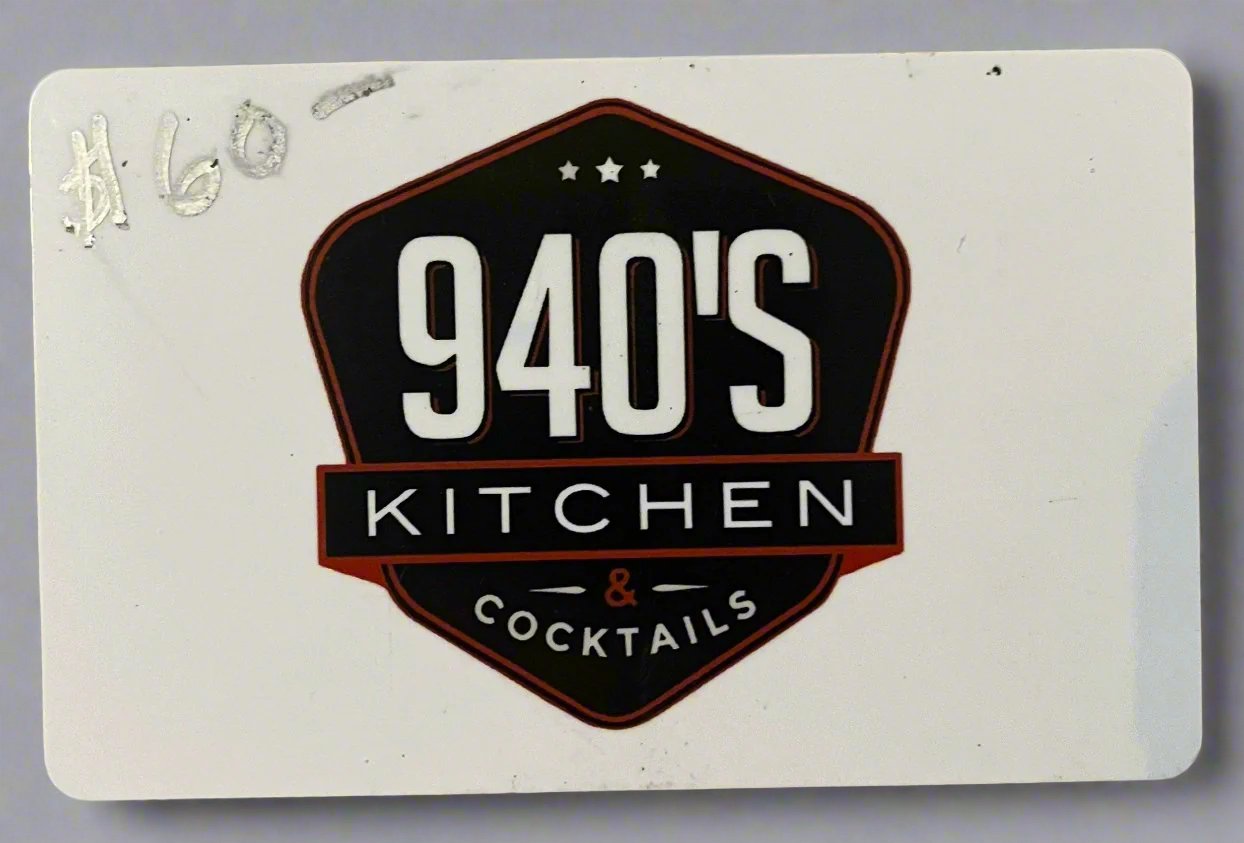 $60-
940'S
KITCHEN
&
COCKTAILS